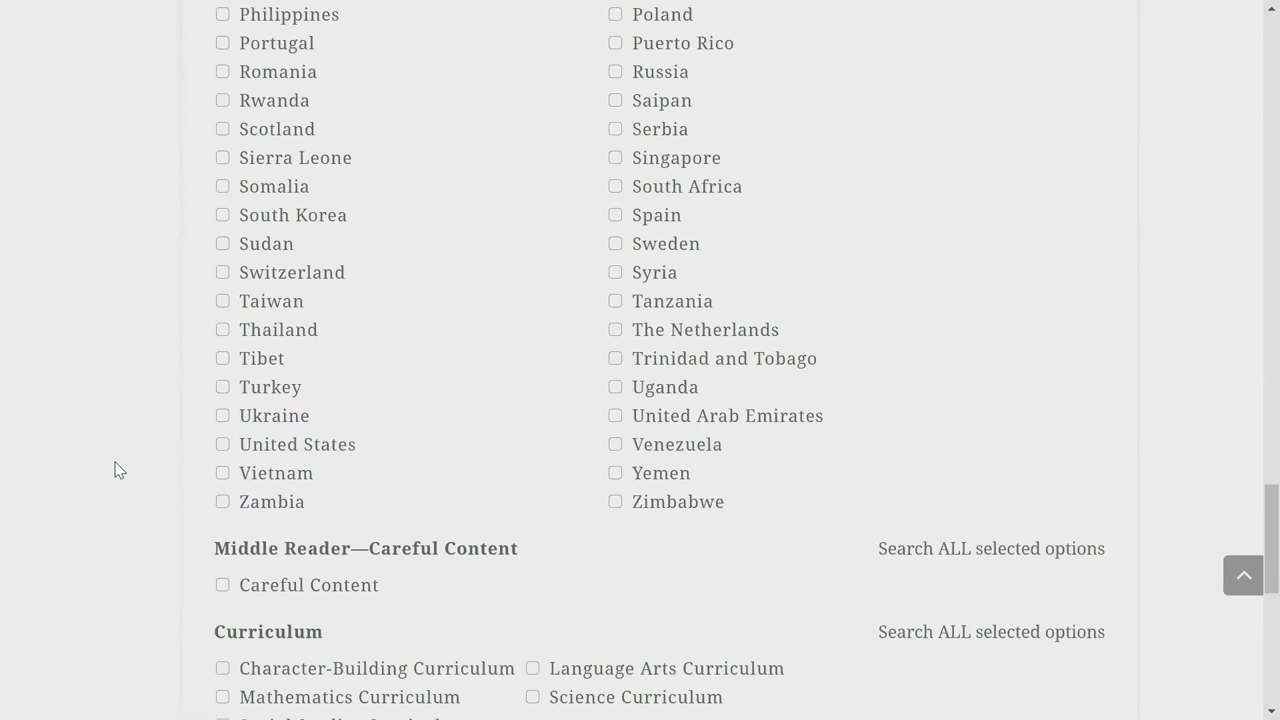 Philippines Poland
Portugal Puerto Rico
Romania Russia
Rwanda Saipan
Scotland Serbia
Sierra Leone Singapore
Somalia South Africa
South Korea Spain
Sudan Sweden
Switzerland Syria
Taiwan Tanzania
Thailand The Netherlands
Tibet Trinidad and Tobago
Turkey Uganda
Ukraine United Arab Emirates
United States Venezuela
Vietnam Yemen
Zambia Zimbabwe
Middle Reader—Careful Content Search ALL selected options
Careful Content
Curriculum Search ALL selected options
Character-Building Curriculum Language Arts Curriculum
Mathematics Curriculum Science Curriculum